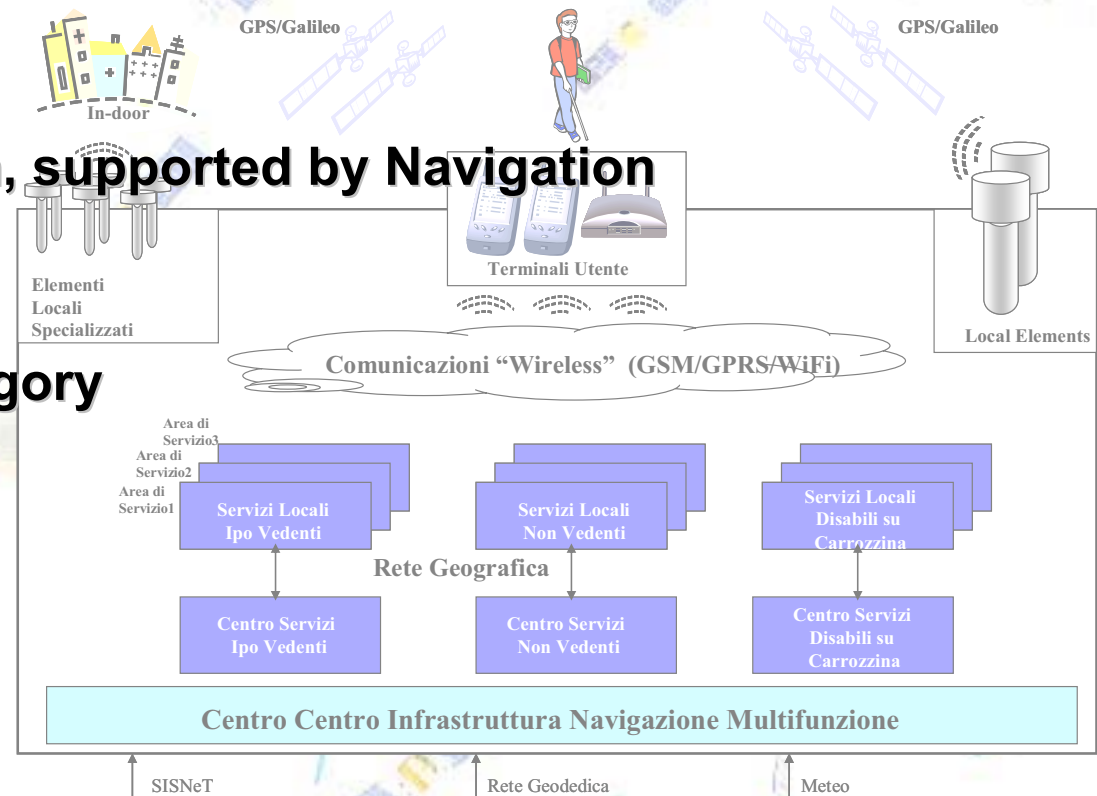 GPS/Galileo
GPS/Galileo
In-door
, supported by Navigation
Terminali Utente
Elementi
Locali
Specializzati
Local Elements
Comunicazioni “Wireless” (GSM/GPRS/WiFi)
gory
Area di
Servizio3
Area di
Servizio2
Area di
Servizio1
Servizi Locali
Ipo Vedenti
Servizi Locali
Non Vedenti
Servizi Locali
Disabili su
Carrozzina
Rete Geografica
Centro Servizi
Ipo Vedenti
Centro Servizi
Non Vedenti
Centro Servizi
Disabili su
Carrozzina
Centro Centro Infrastruttura Navigazione Multifunzione
SISNeT
Rete Geodedica
Meteo